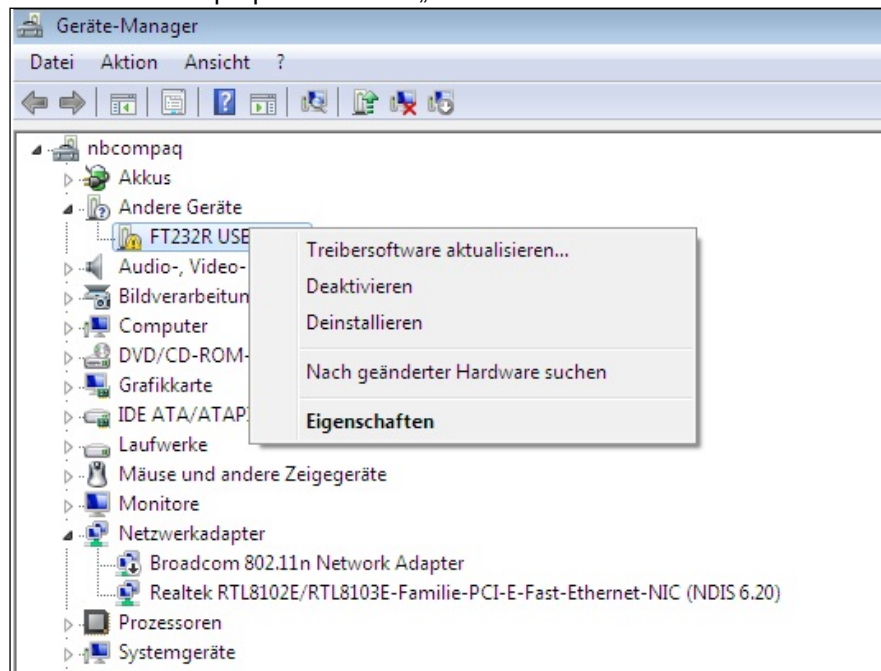 Geräte-Manager
Datei Aktion Ansicht ?
nbcompaq
Akkus
Andere Geräte
FT232R USB
Treibersoftware aktualisieren...
Audio-, Video-
Deaktivieren
Bildverarbeitun
Computer
Deinstallieren
DVD/CD-ROM-
Nach geänderter Hardware suchen
Grafikkarte
IDE ATA/ATAPI
Eigenschaften
Laufwerke
Mäuse und andere Zeigegeräte
Monitore
Netzwerkadapter
Broadcom 802.11n Network Adapter
Realtek RTL8102E/RTL8103E-Familie-PCI-E-Fast-Ethernet-NIC (NDIS 6.20)
Prozessoren
Systemgeräte